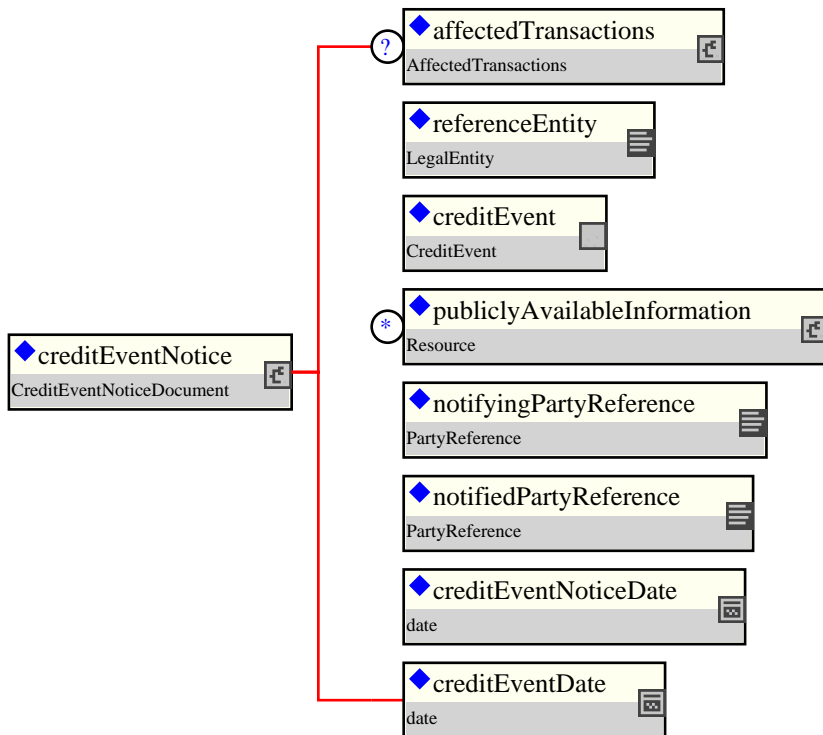 ?
affectedTransactions
AffectedTransactions
referenceEntity
LegalEntity
creditEvent
CreditEvent
*
publiclyAvailableInformation
Resource
creditEventNotice
CreditEventNoticeDocument
notifyingPartyReference
PartyReference
notifiedPartyReference
PartyReference
creditEventNoticeDate
date
creditEventDate
date